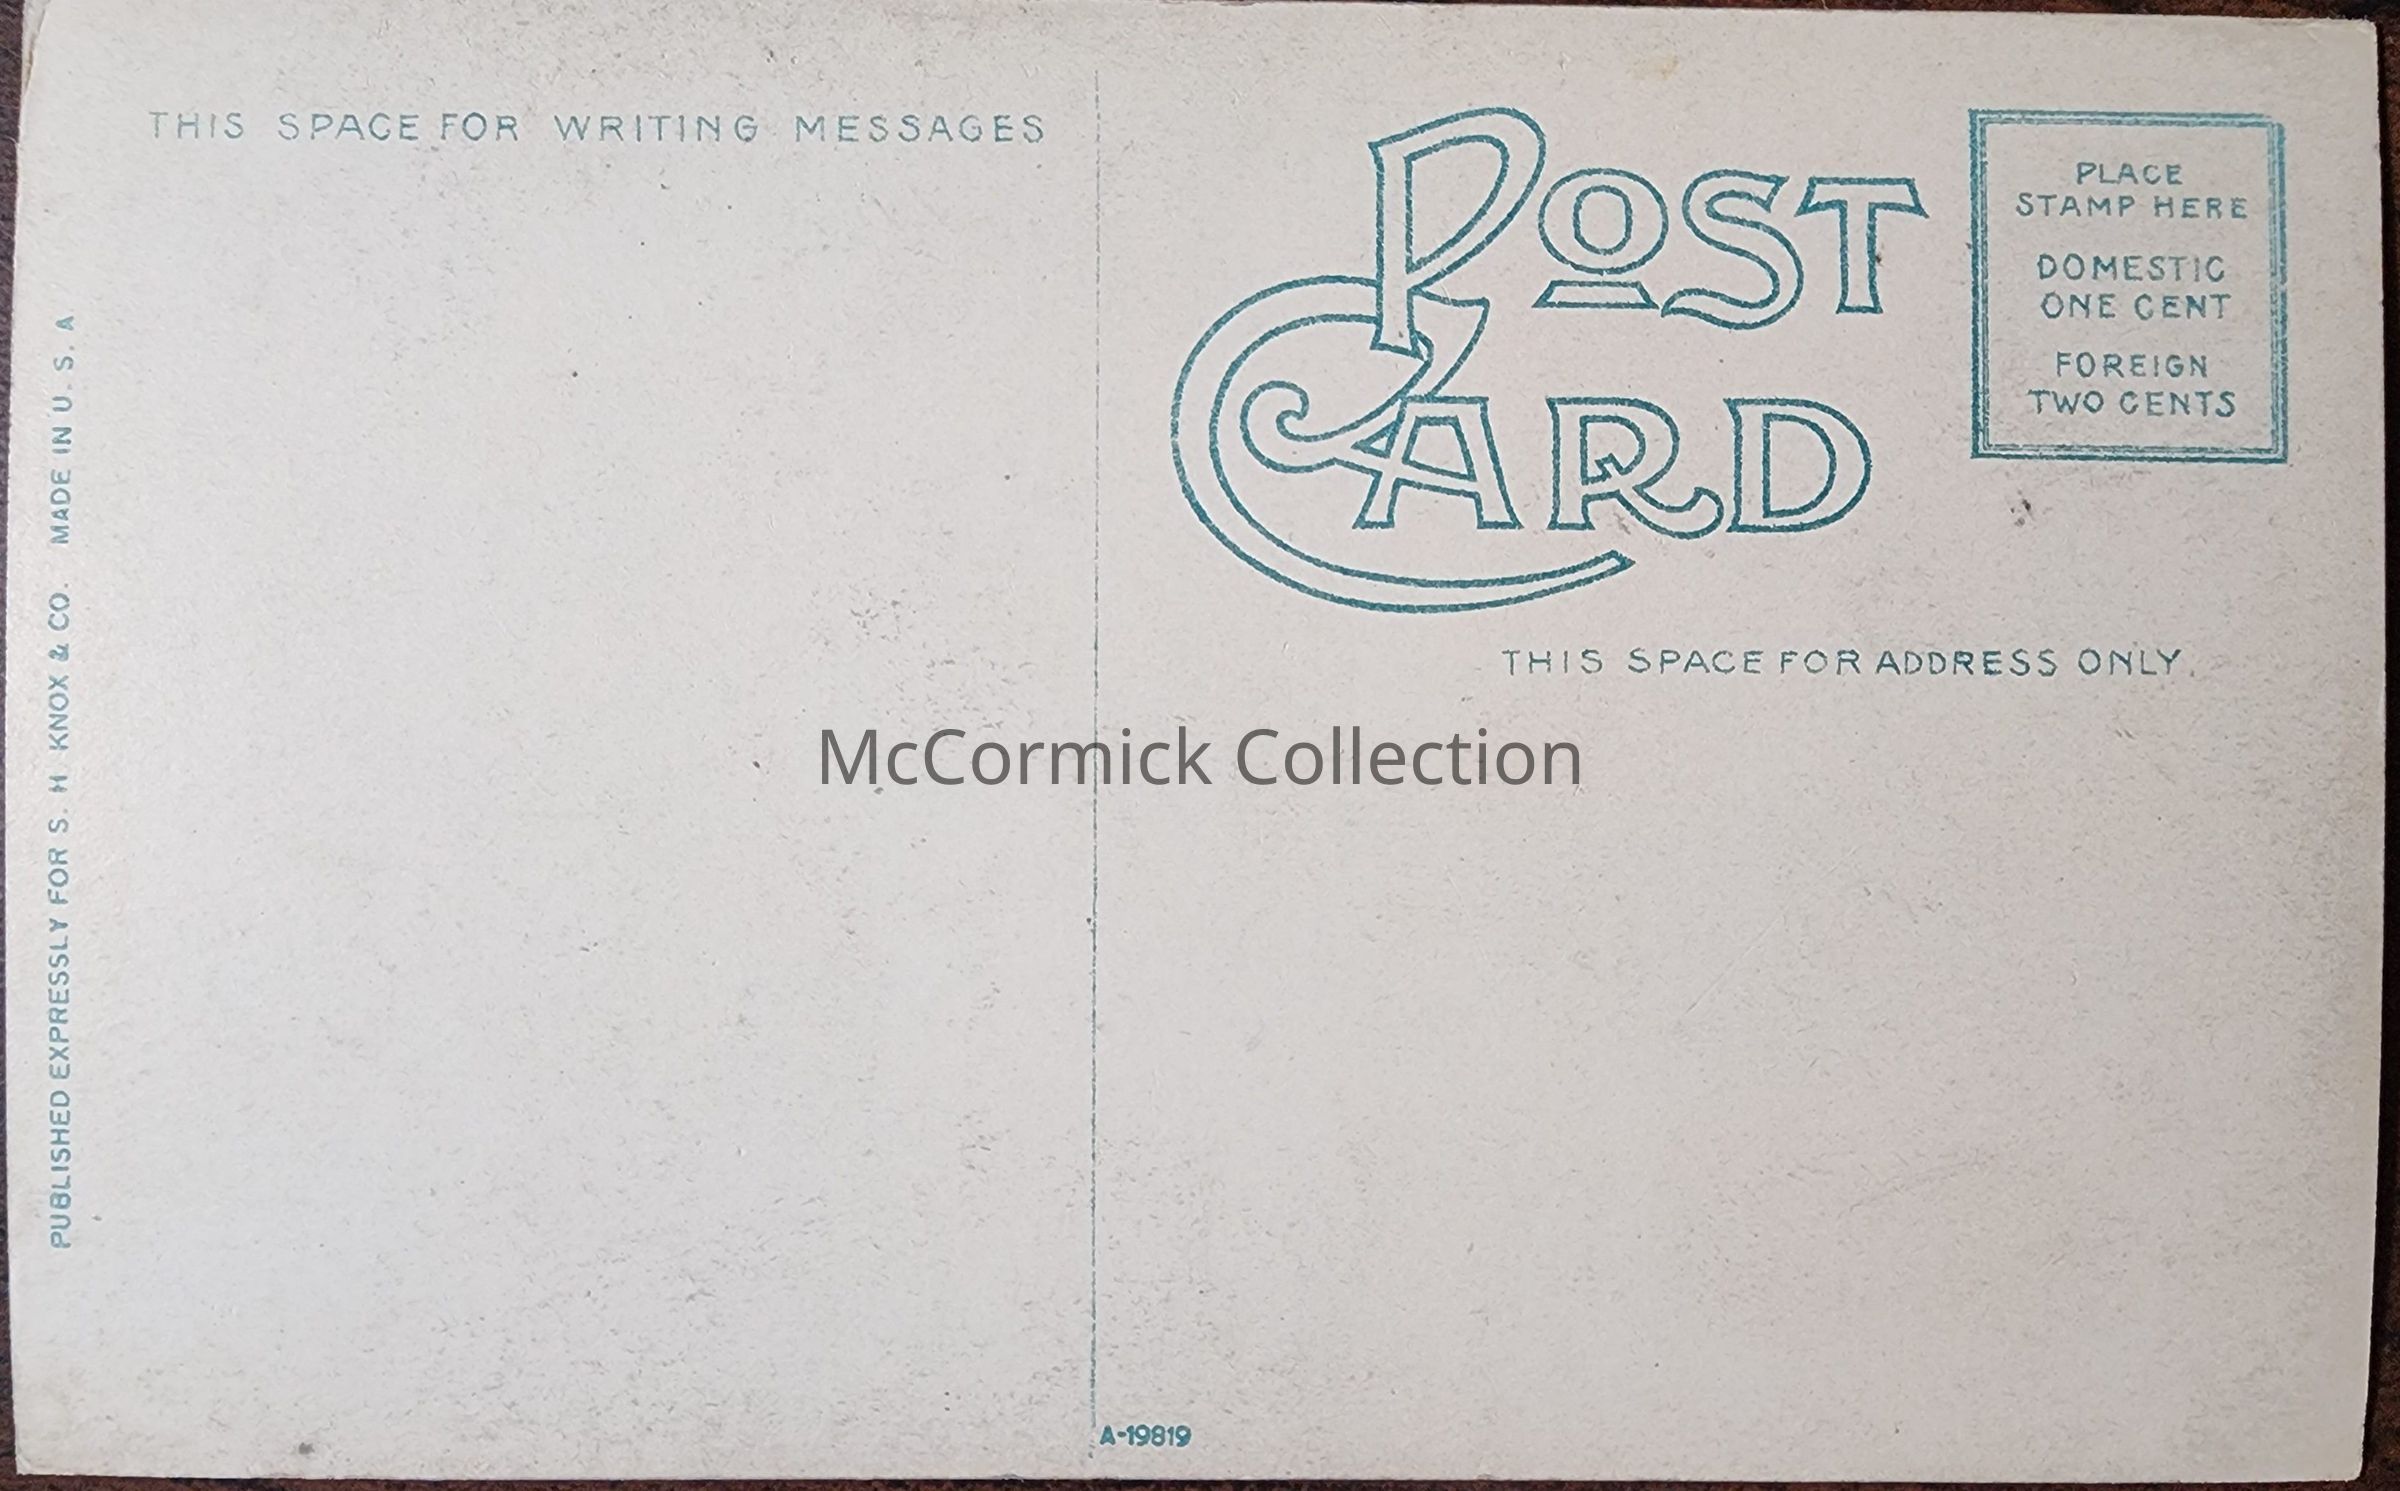 THIS SPACE FOR WRITING MESSAGES
POST
CARD
PLACE
STAMP HERE
DOMESTIC
ONE CENT
FOREIGN
TWO CENTS
THIS SPACE FOR ADDRESS ONLY.
PUBLISHED EXPRESSLY FOR S. H. KNOX & CO. MADE IN U. S. A
McCormick Collection
A-19819